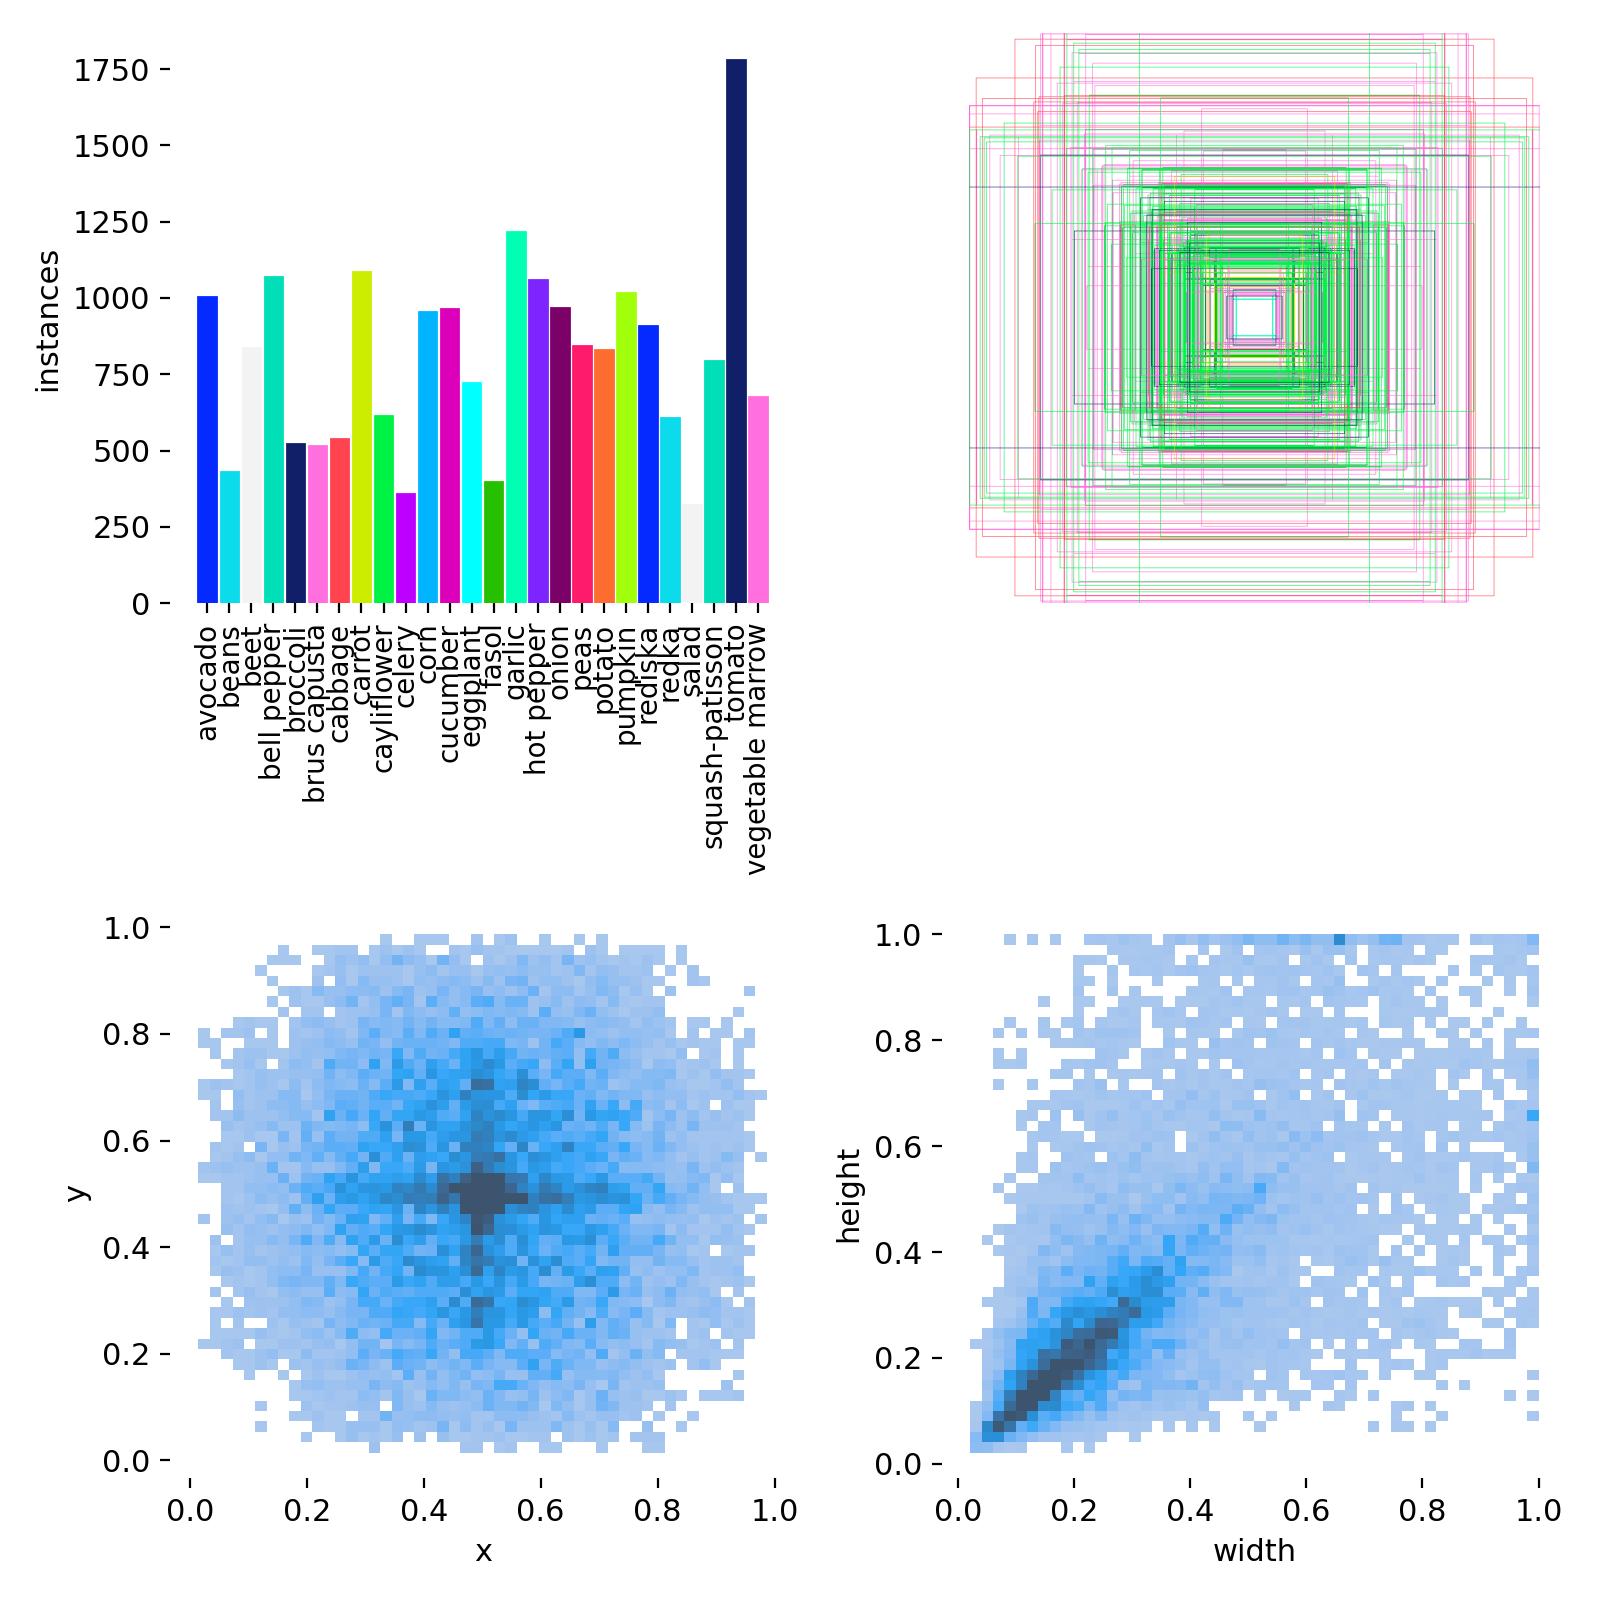 1750
1500
1250
1000
750
500
250
0
instances
avocado
beans
beet
bell pepper
broccoli
brus capusta
cabbage
carrot
cayliflower
celery
corn
cucumber
eggplant
fasol
garlic
hot pepper
onion
peas
potato
pumpkin
rediska
redka
salad
squash-patisson
tomato
vegetable marrow
1.0
0.8
0.6
0.4
0.2
0.0
y
0.0 0.2 0.4 0.6 0.8 1.0
x
1.0
0.8
0.6
0.4
0.2
0.0
height
0.0 0.2 0.4 0.6 0.8 1.0
width